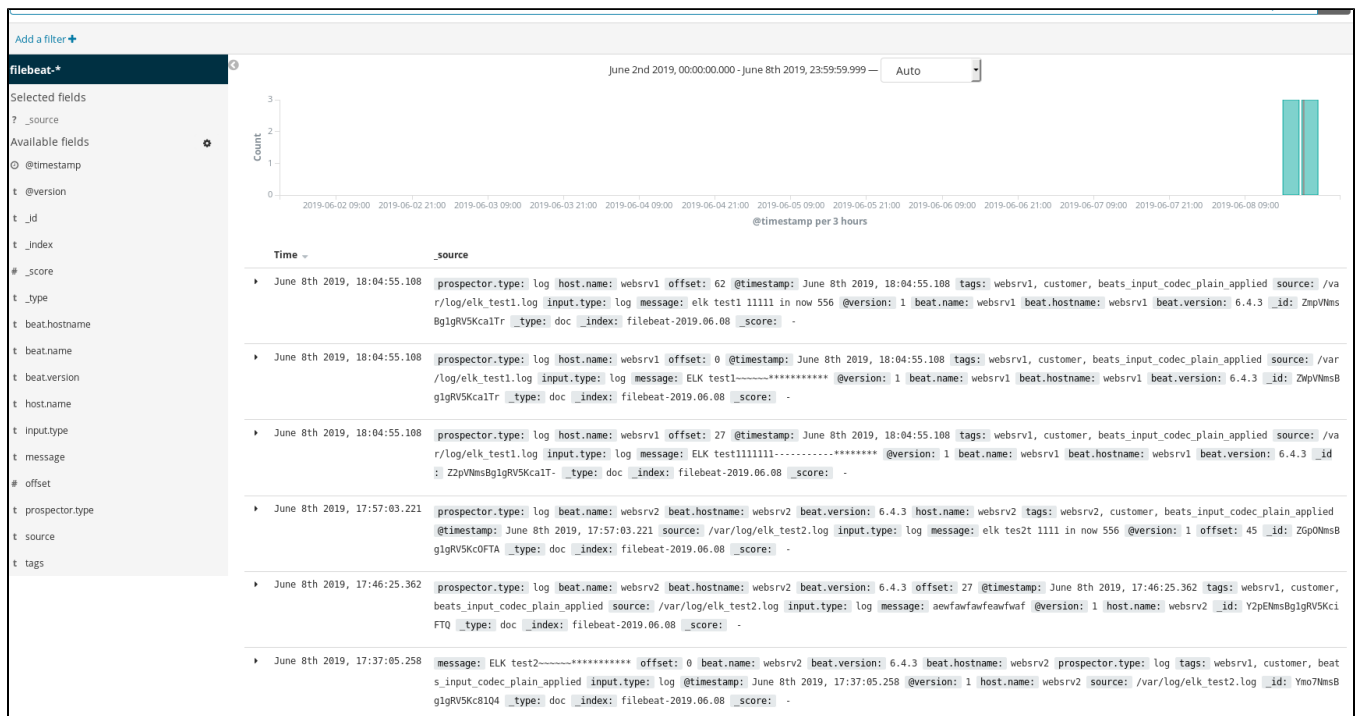 Add a filter
filebeat-*
Selected fields
? _source
Available fields
@timestamp
t @version
t _id
t _index
# _score
t _type
t beat.hostname
t beat.name
t beat.version
t host.name
t input.type
t message
# offset
t prospector.type
t source
t tags
June 2nd 2019, 00:00:00.000 - June 8th 2019, 23:59:59.999 — Auto
3
2
1
0
Count
2019-06-02 09:00 2019-06-02 21:00 2019-06-03 09:00 2019-06-03 21:00 2019-06-04 09:00 2019-06-04 21:00 2019-06-05 09:00 2019-06-05 21:00 2019-06-06 09:00 2019-06-06 21:00 2019-06-07 09:00 2019-06-07 21:00 2019-06-08 09:00
@timestamp per 3 hours
Time _source
June 8th 2019, 18:04:55.108 prospector.type: log host.name: websrv1 offset: 62 @timestamp: June 8th 2019, 18:04:55.108 tags: websrv1, customer, beats_input_codec_plain_applied source: /va
r/log/elk_test1.log input.type: log message: elk test1 11111 in now 556 @version: 1 beat.name: websrv1 beat.hostname: websrv1 beat.version: 6.4.3 _id: ZmpVNms
Bg1gRV5Kca1Tr _type: doc _index: filebeat-2019.06.08 _score: -
June 8th 2019, 18:04:55.108 prospector.type: log host.name: websrv1 offset: 0 @timestamp: June 8th 2019, 18:04:55.108 tags: websrv1, customer, beats_input_codec_plain_applied source: /var
/log/elk_test1.log input.type: log message: ELK test1~~~~~~*********** @version: 1 beat.name: websrv1 beat.hostname: websrv1 beat.version: 6.4.3 _id: ZWpVNmsB
g1gRV5Kca1Tr _type: doc _index: filebeat-2019.06.08 _score: -
June 8th 2019, 18:04:55.108 prospector.type: log host.name: websrv1 offset: 27 @timestamp: June 8th 2019, 18:04:55.108 tags: websrv1, customer, beats_input_codec_plain_applied source: /va
r/log/elk_test1.log input.type: log message: ELK test1111111-----------******** @version: 1 beat.name: websrv1 beat.hostname: websrv1 beat.version: 6.4.3 _id
: Z2pVNmsBg1gRV5Kca1T- _type: doc _index: filebeat-2019.06.08 _score: -
June 8th 2019, 17:57:03.221 prospector.type: log beat.name: websrv2 beat.hostname: websrv2 beat.version: 6.4.3 host.name: websrv2 tags: websrv2, customer, beats_input_codec_plain_applied
@timestamp: June 8th 2019, 17:57:03.221 source: /var/log/elk_test2.log input.type: log message: elk tes2t 1111 in now 556 @version: 1 offset: 45 _id: ZGpONmsB
g1gRV5KcOFTA _type: doc _index: filebeat-2019.06.08 _score: -
June 8th 2019, 17:46:25.362 prospector.type: log beat.name: websrv2 beat.hostname: websrv2 beat.version: 6.4.3 offset: 27 @timestamp: June 8th 2019, 17:46:25.362 tags: websrv1, customer,
beats_input_codec_plain_applied source: /var/log/elk_test2.log input.type: log message: aewfawfawfeawfwaf @version: 1 host.name: websrv2 _id: Y2pENmsBg1gRV5Kci
FTQ _type: doc _index: filebeat-2019.06.08 _score: -
June 8th 2019, 17:37:05.258 message: ELK test2~~~~~~*********** offset: 0 beat.name: websrv2 beat.version: 6.4.3 beat.hostname: websrv2 prospector.type: log tags: websrv1, customer, beat
s_input_codec_plain_applied input.type: log @timestamp: June 8th 2019, 17:37:05.258 @version: 1 host.name: websrv2 source: /var/log/elk_test2.log _id: Ymo7NmsB
g1gRV5Kc81Q4 _type: doc _index: filebeat-2019.06.08 _score: -